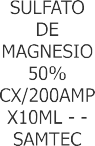 SULFATO
DE
MAGNESIO
50%
CX/200AMP
X10ML - -
SAMTEC